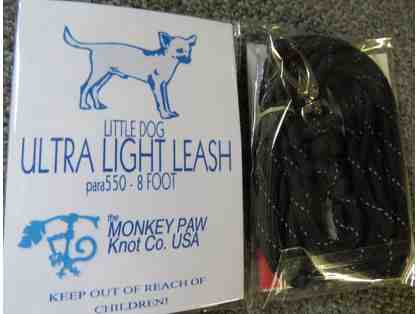 LITTLE DOG
ULTRA LIGHT LEASH
para550 - 8 FOOT
the
MONKEY PAW
Knot Co. USA
KEEP OUT OF REACH OF
CHILDREN!